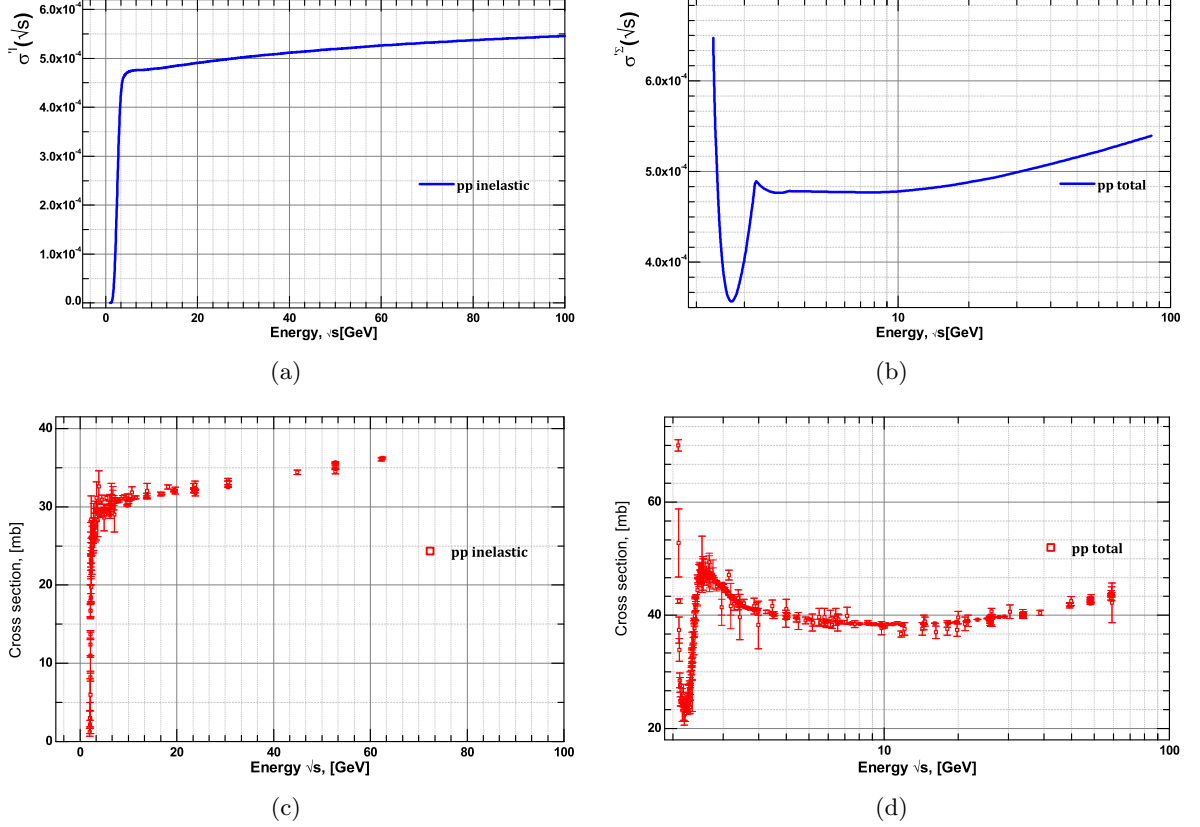 6.0x10⁻⁴
5.0x10⁻⁴
4.0x10⁻⁴
3.0x10⁻⁴
2.0x10⁻⁴
1.0x10⁻⁴
0.0
σ'ᴵ(√s)
pp inelastic
0 20 40 60 80 100
Energy, √s[GeV]
(a)
6.0x10⁻⁴
5.0x10⁻⁴
4.0x10⁻⁴
σ'^Σ(√s)
pp total
10 100
Energy, √s[GeV]
(b)
40
30
20
10
0
Cross section, [mb]
pp inelastic
0 20 40 60 80 100
Energy √s, [GeV]
(c)
60
40
20
Cross section, [mb]
pp total
10 100
Energy √s, [GeV]
(d)